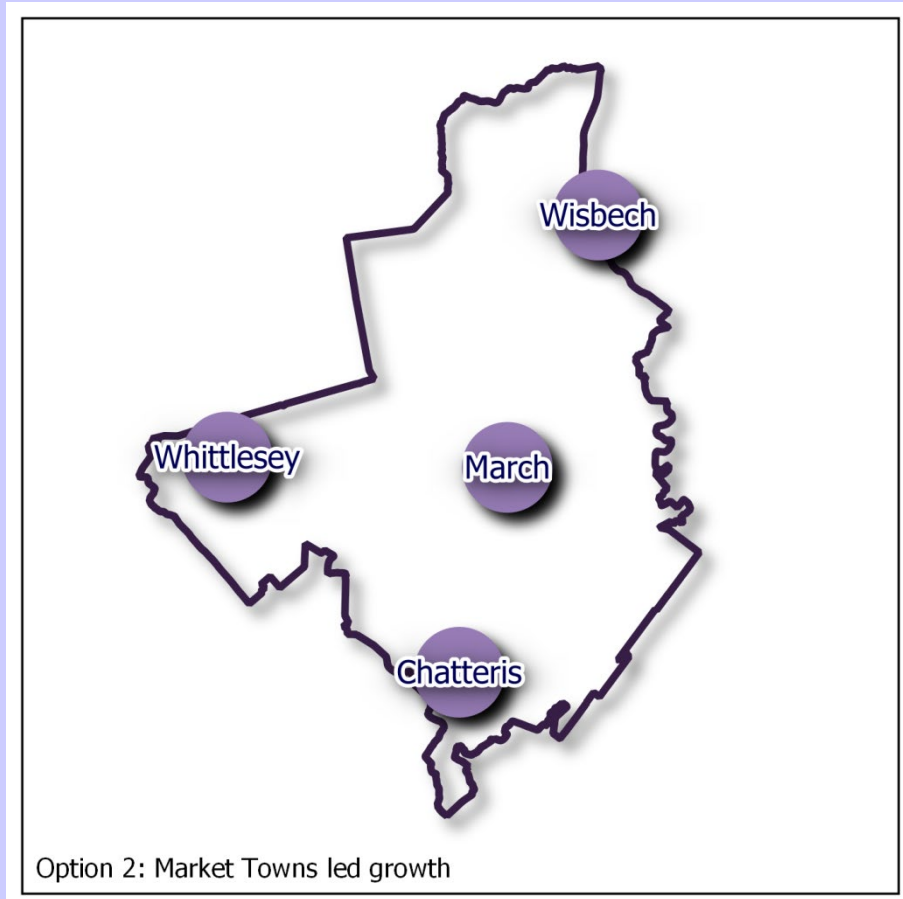 Wisbech
Whittlesey
March
Chatteris
Option 2: Market Towns led growth